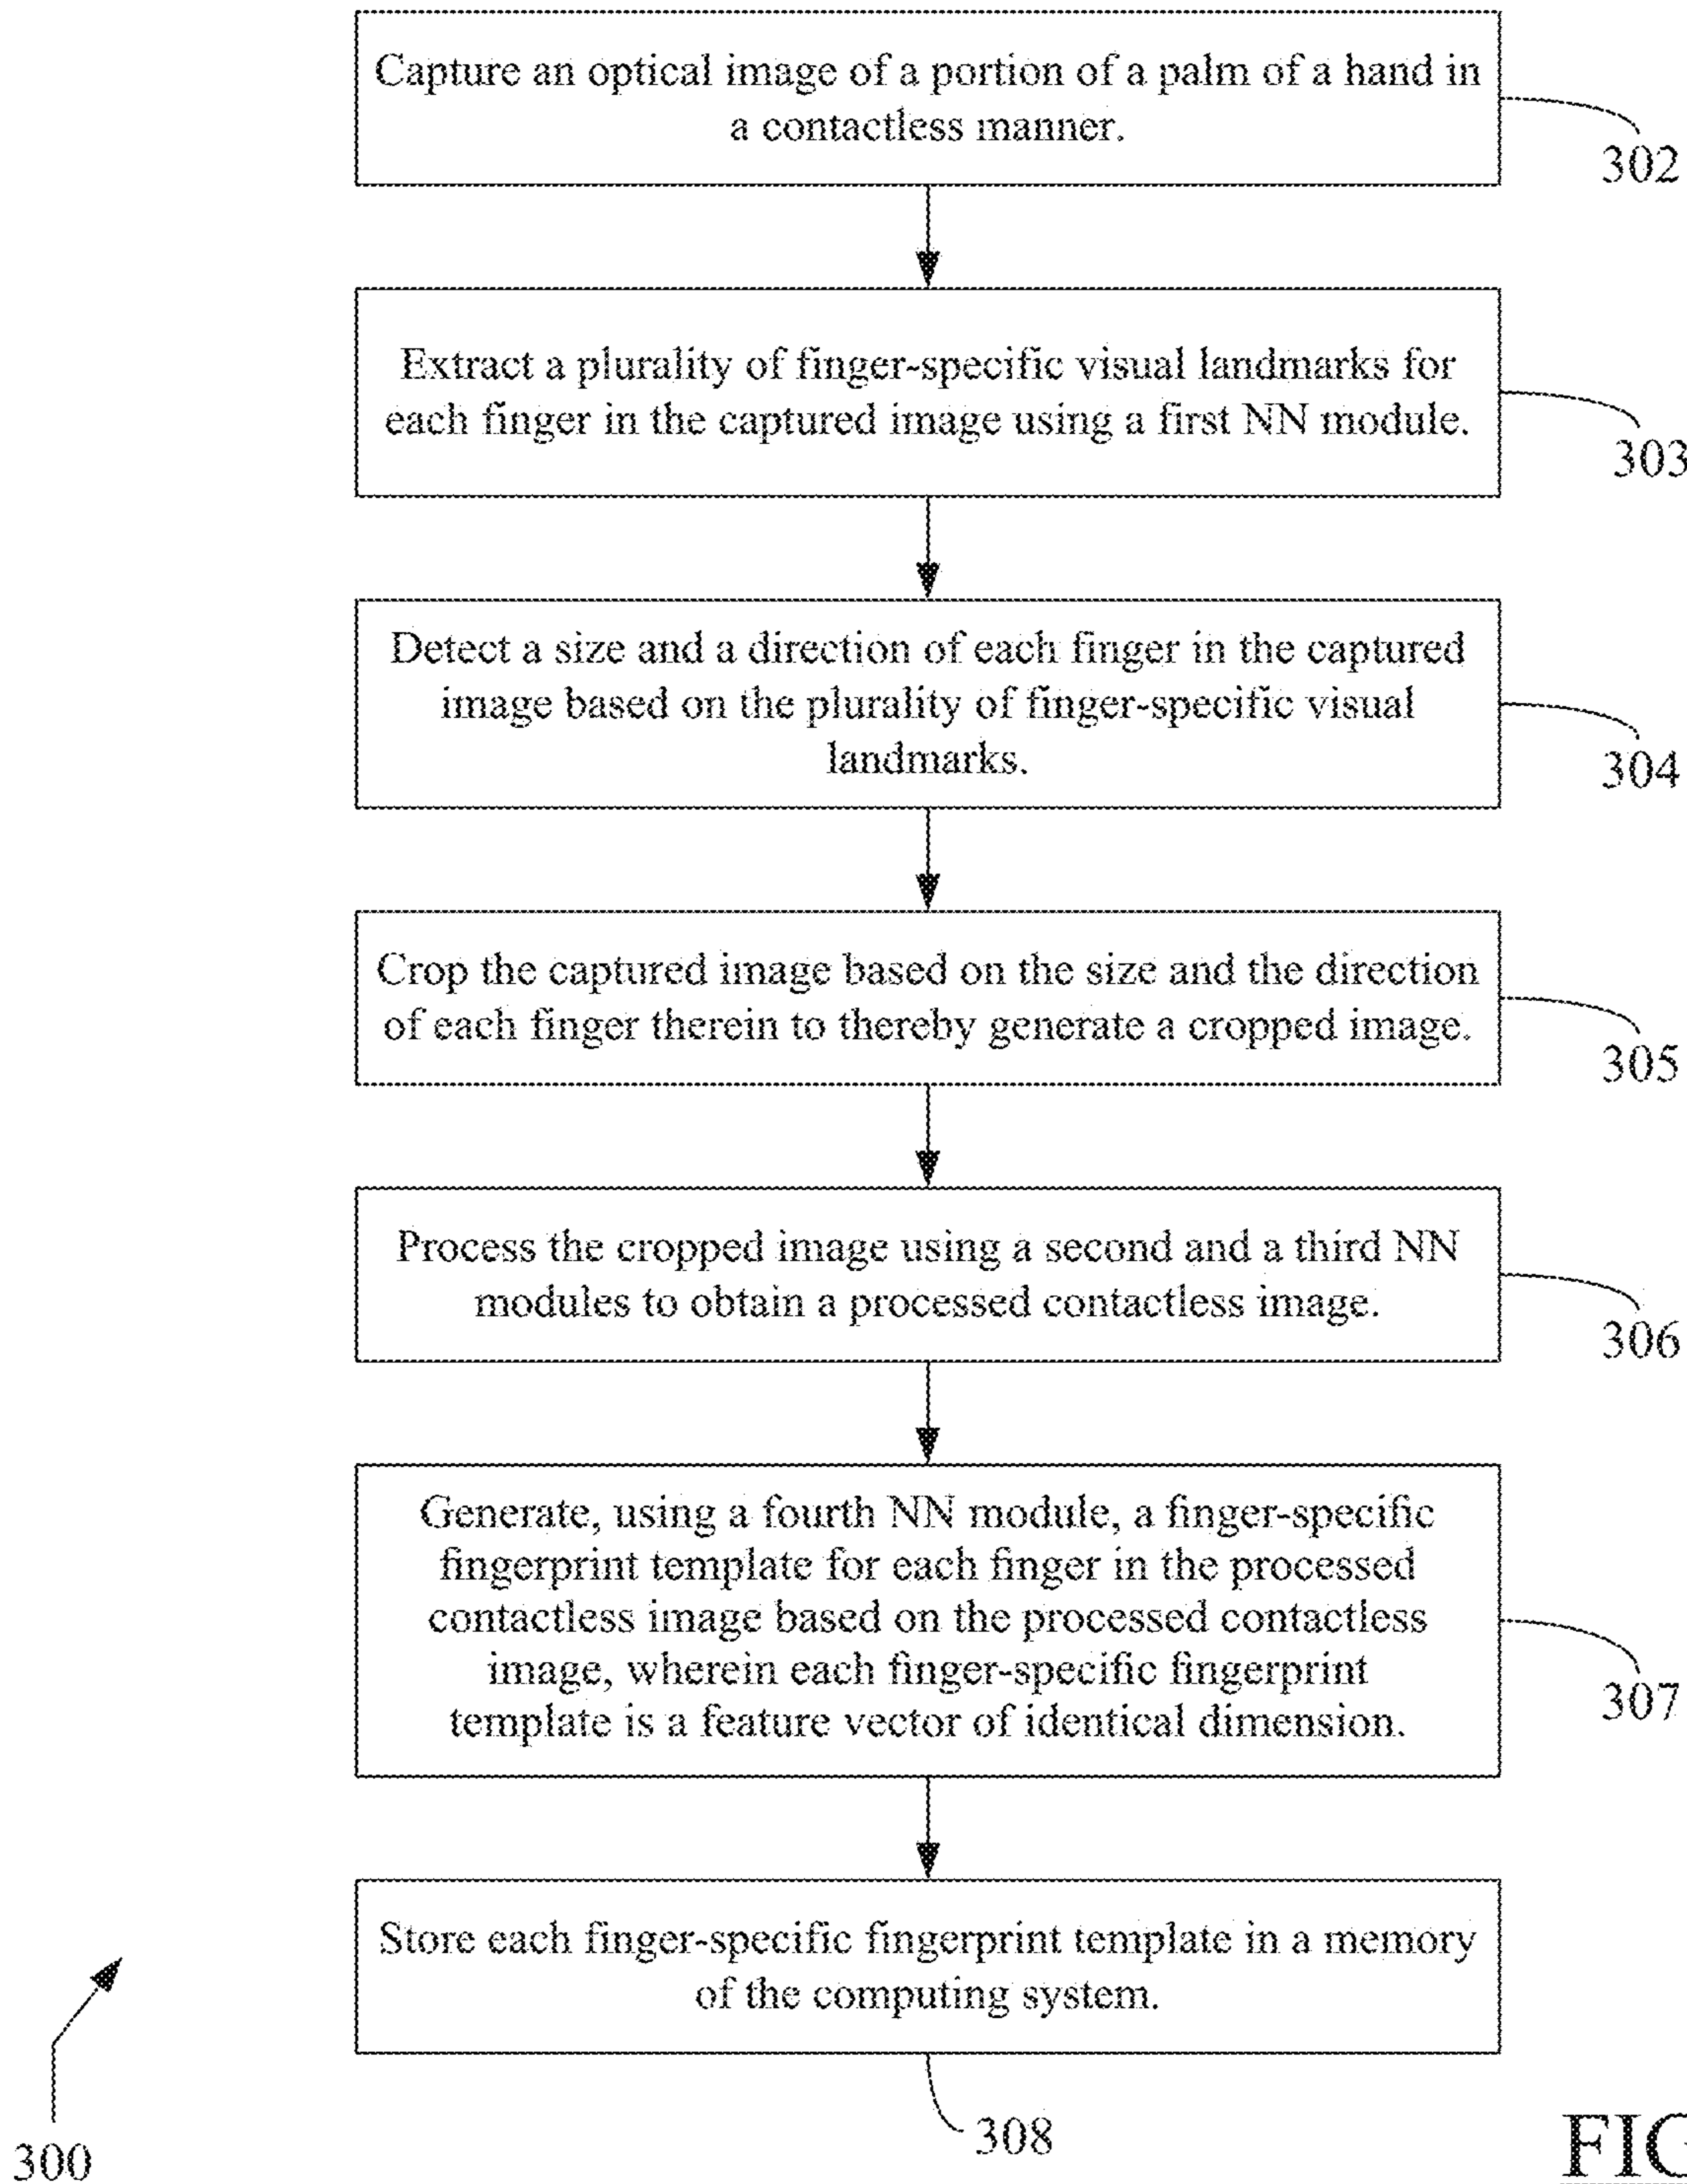 Capture an optical image of a portion of a palm of a hand in
a contactless manner.
302
Extract a plurality of finger-specific visual landmarks for
each finger in the captured image using a first NN module.
303
Detect a size and a direction of each finger in the captured
image based on the plurality of finger-specific visual
landmarks.
304
Crop the captured image based on the size and the direction
of each finger therein to thereby generate a cropped image.
305
Process the cropped image using a second and a third NN
modules to obtain a processed contactless image.
306
Generate, using a fourth NN module, a finger-specific
fingerprint template for each finger in the processed
contactless image based on the processed contactless
image, wherein each finger-specific fingerprint
template is a feature vector of identical dimension.
307
Store each finger-specific fingerprint template in a memory
of the computing system.
308
300
FIG